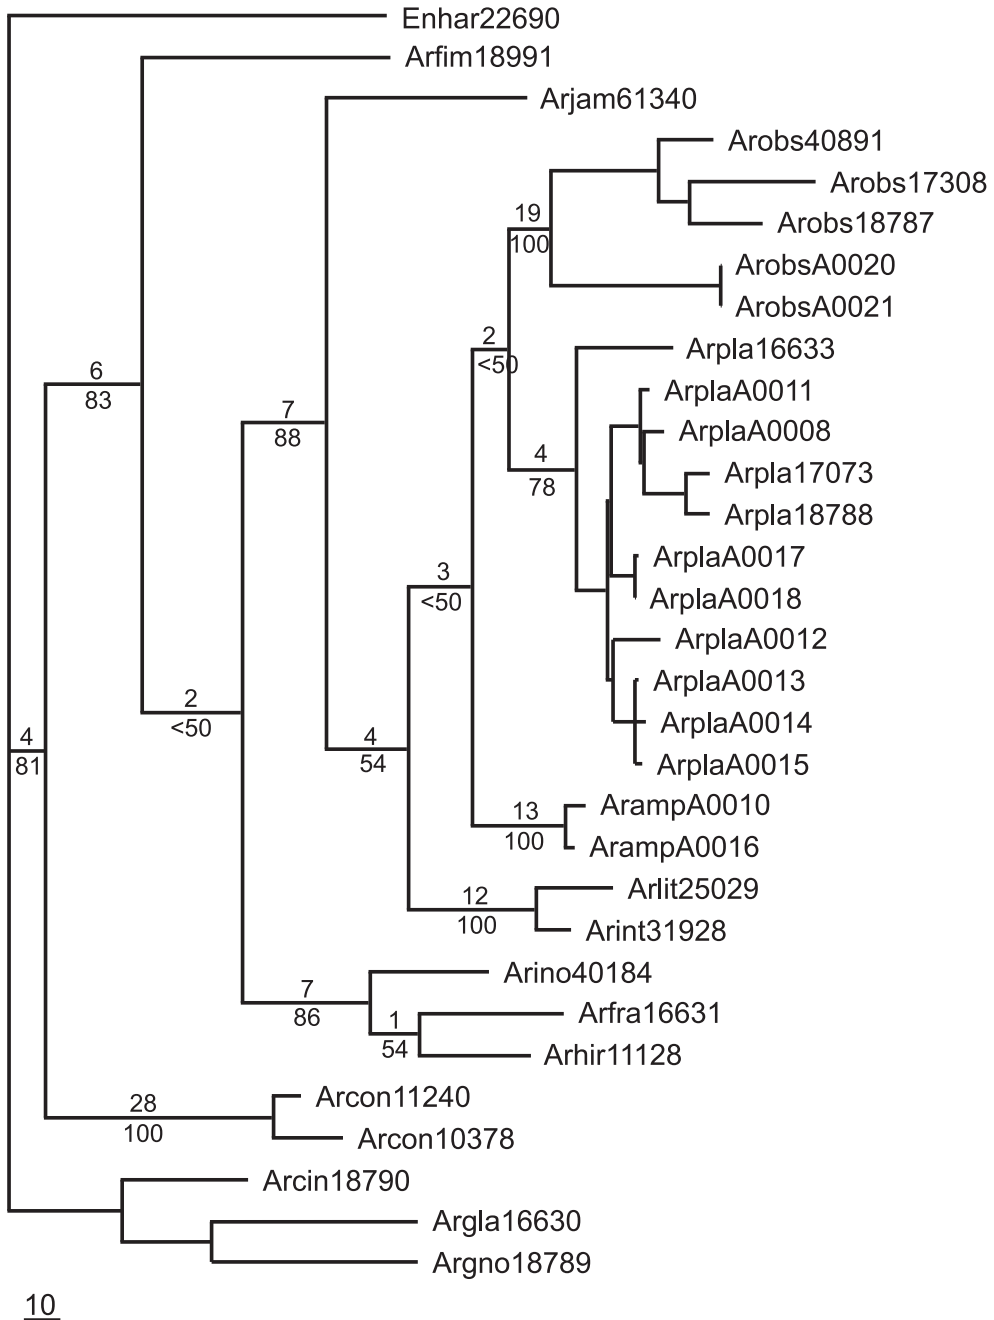 Enhar22690
Arfim18991
Arjam61340
Arobs40891
Arobs17308
Arobs18787
19
100
ArobsA0020
ArobsA0021
2
<50
Arpla16633
6
83
ArplaA0011
7
88
ArplaA0008
4
78
Arpla17073
Arpla18788
ArplaA0017
3
<50
ArplaA0018
ArplaA0012
ArplaA0013
2
<50
ArplaA0014
4
81
4
54
ArplaA0015
ArampA0010
13
100
ArampA0016
Arlit25029
12
100
Arint31928
Arino40184
7
86
Arfra16631
1
54
Arhir11128
Arcon11240
28
100
Arcon10378
Arcin18790
Argla16630
Argno18789
10